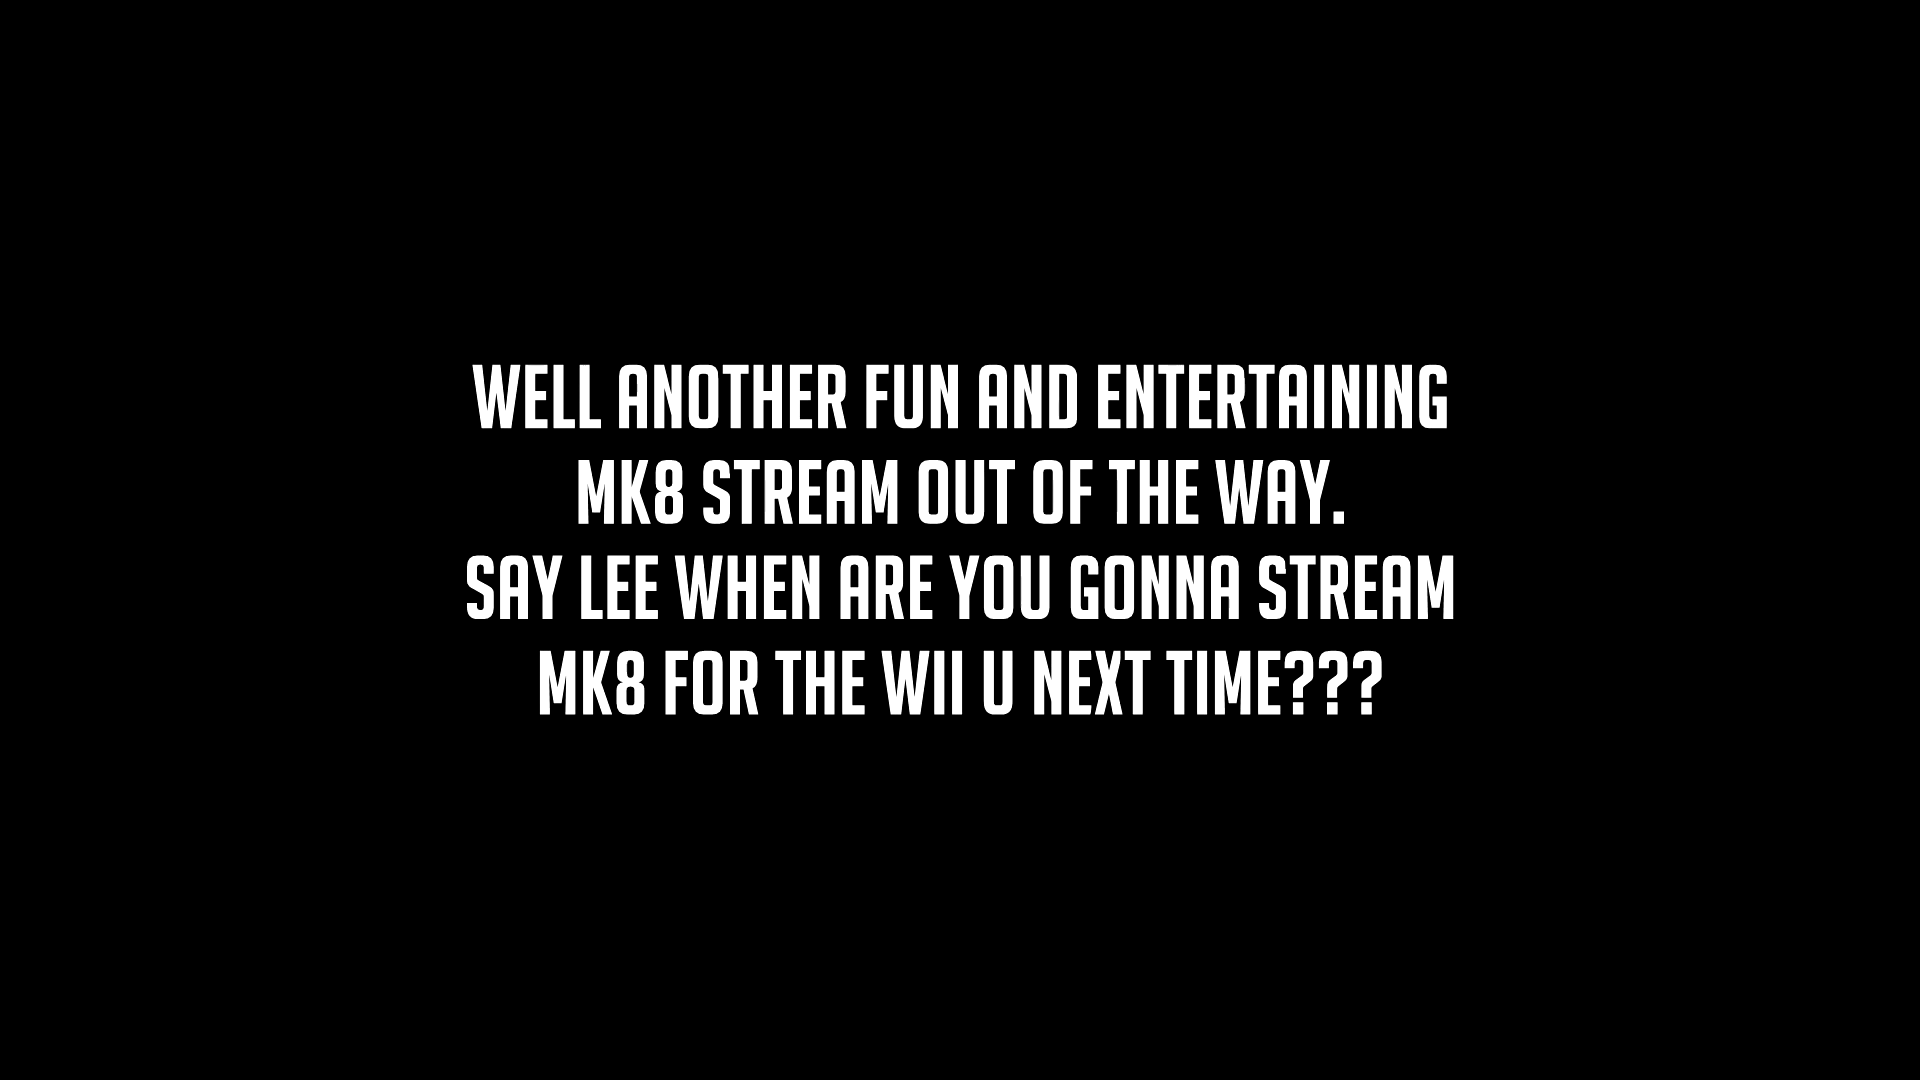 WELL ANOTHER FUN AND ENTERTAINING
MK8 STREAM OUT OF THE WAY.
SAY LEE WHEN ARE YOU GONNA STREAM
MK8 FOR THE WII U NEXT TIME???